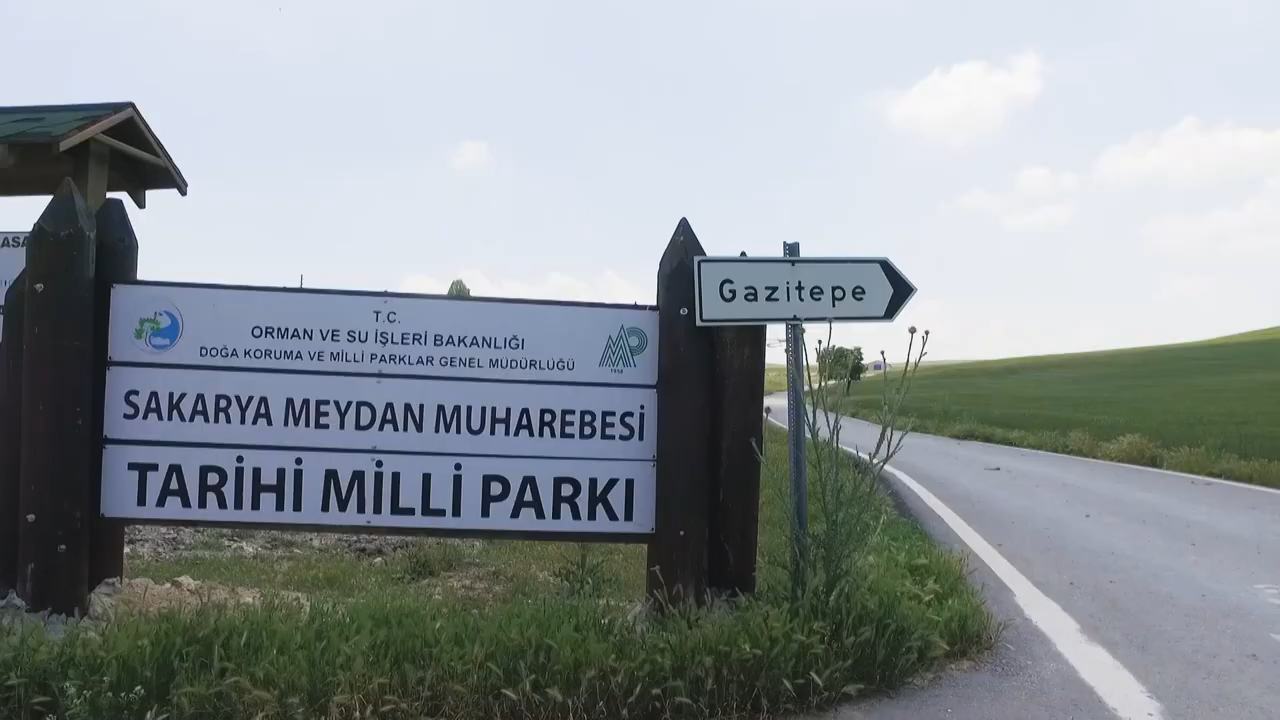 T.C.
ORMAN VE SU İŞLERİ BAKANLIĞI
DOĞA KORUMA VE MİLLİ PARKLAR GENEL MÜDÜRLÜĞÜ
SAKARYA MEYDAN MUHAREBESİ
TARİHİ MİLLİ PARKI
Gazitepe